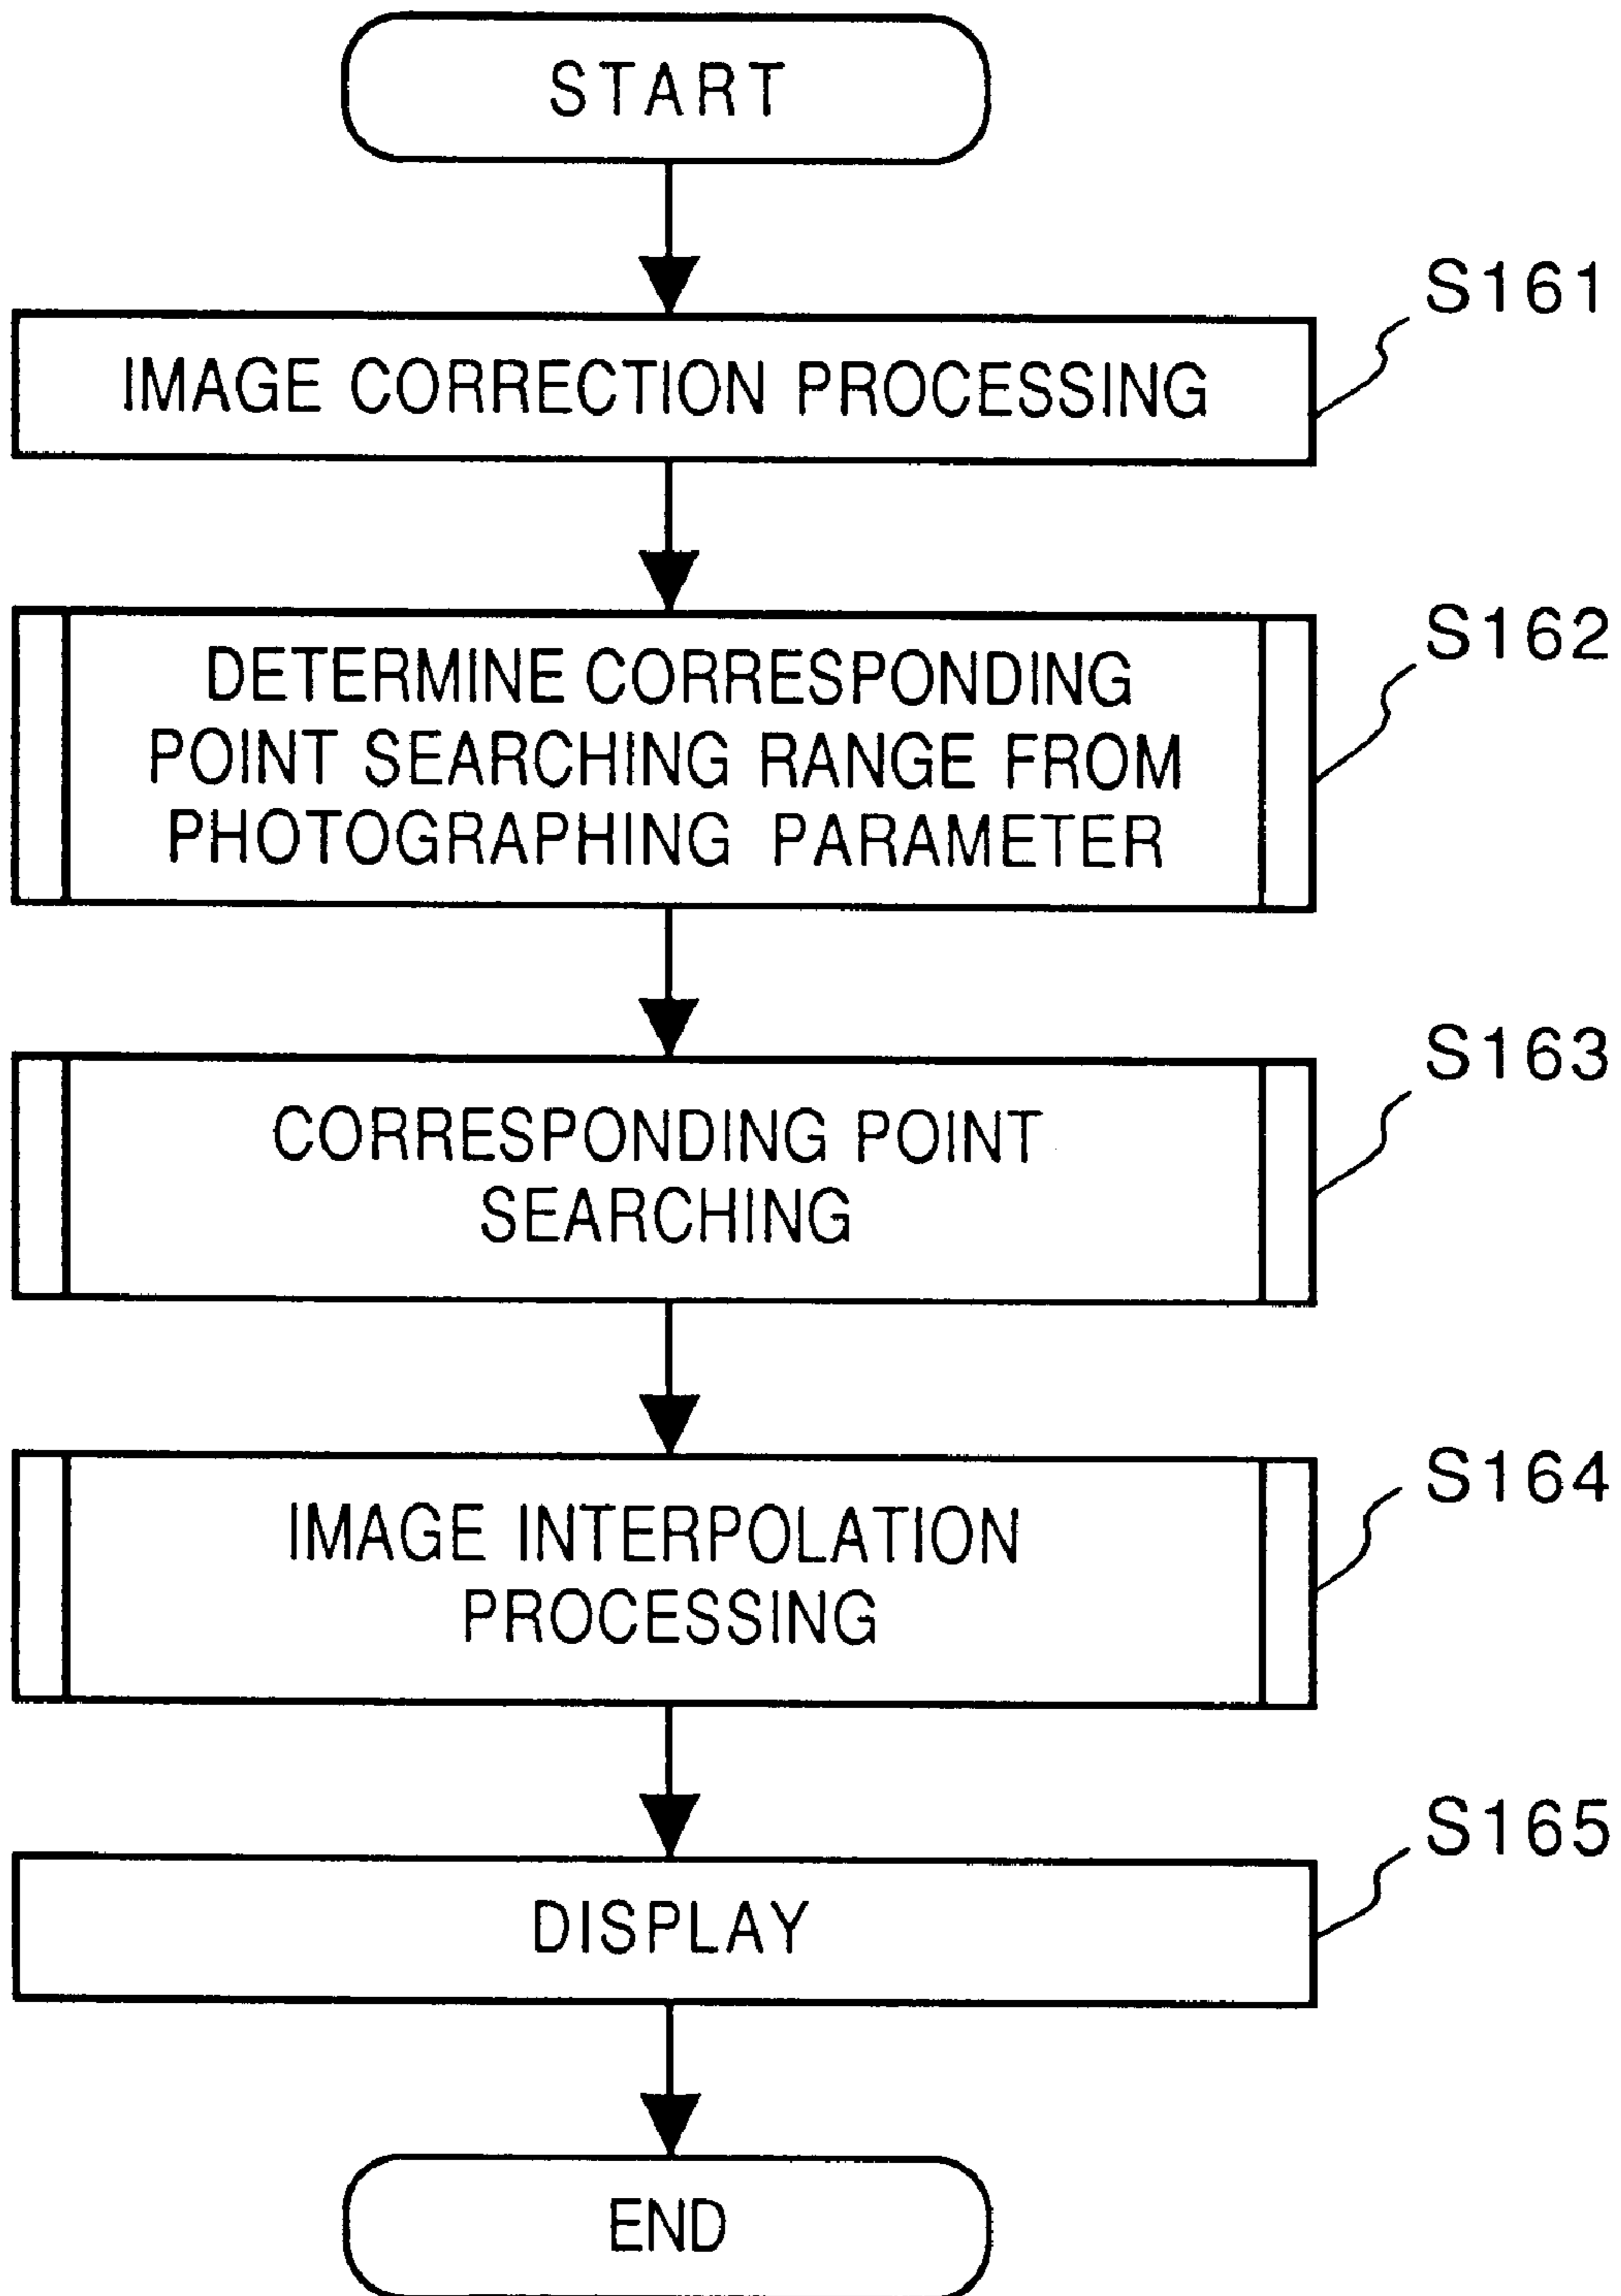 START
S161
IMAGE CORRECTION PROCESSING
S162
DETERMINE CORRESPONDING
POINT SEARCHING RANGE FROM
PHOTOGRAPHING PARAMETER
S163
CORRESPONDING POINT
SEARCHING
S164
IMAGE INTERPOLATION
PROCESSING
S165
DISPLAY
END